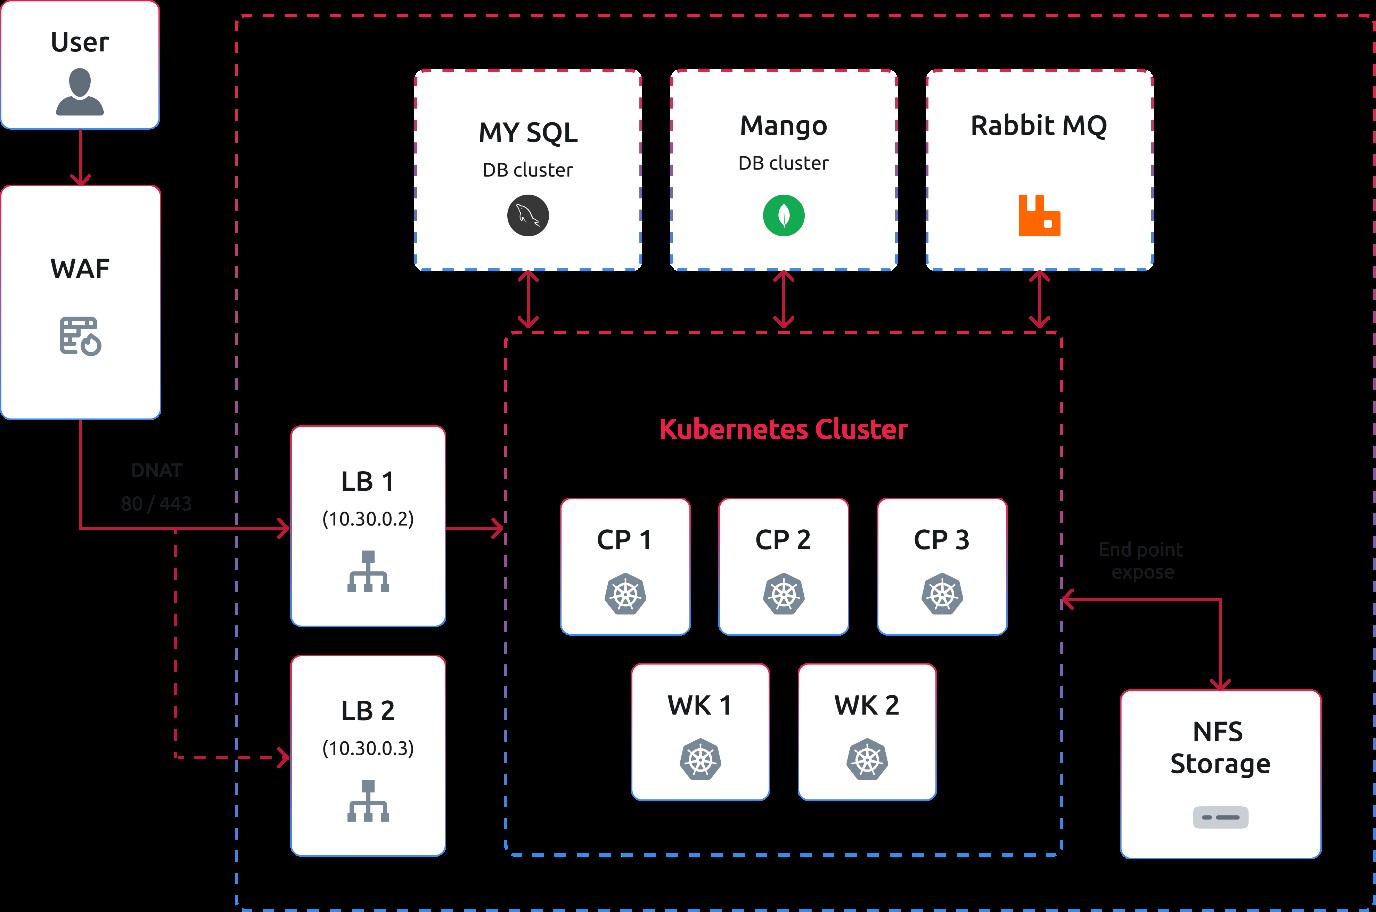 User
WAF
DNAT
80 / 443
MY SQL
DB cluster
Mango
DB cluster
Rabbit MQ
LB 1
(10.30.0.2)
LB 2
(10.30.0.3)
Kubernetes Cluster
CP 1
CP 2
CP 3
WK 1
WK 2
End point
expose
NFS
Storage